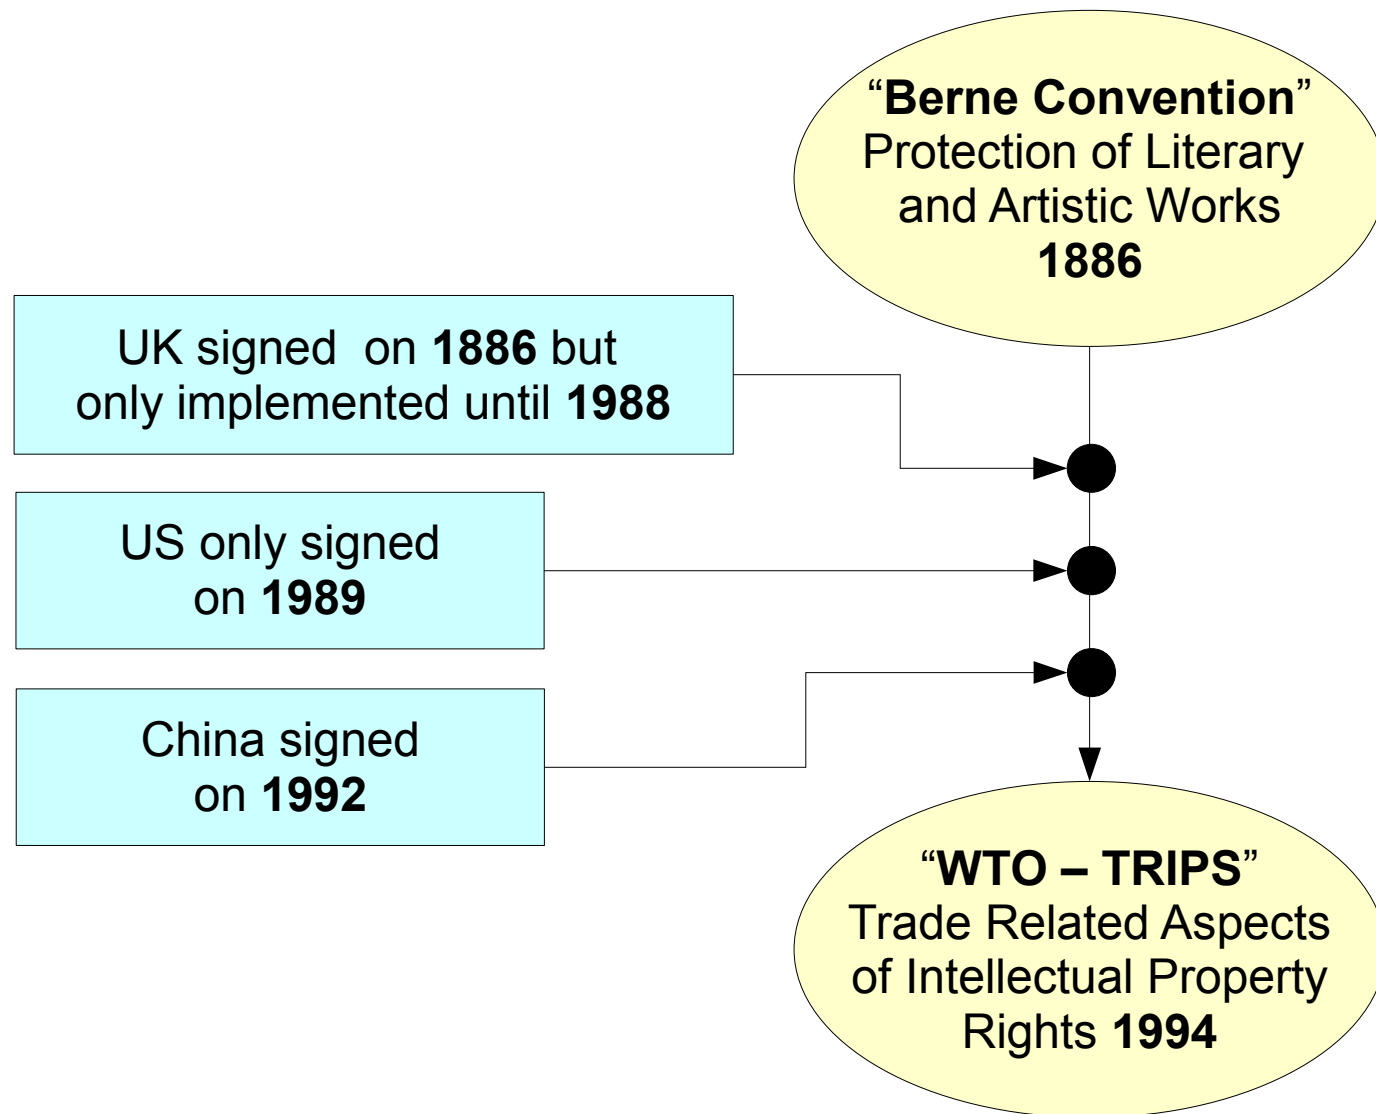 “Berne Convention”
Protection of Literary
and Artistic Works
1886
UK signed  on 1886 but
only implemented until 1988
US only signed
on 1989
China signed
on 1992
“WTO – TRIPS”
Trade Related Aspects
of Intellectual Property
Rights 1994